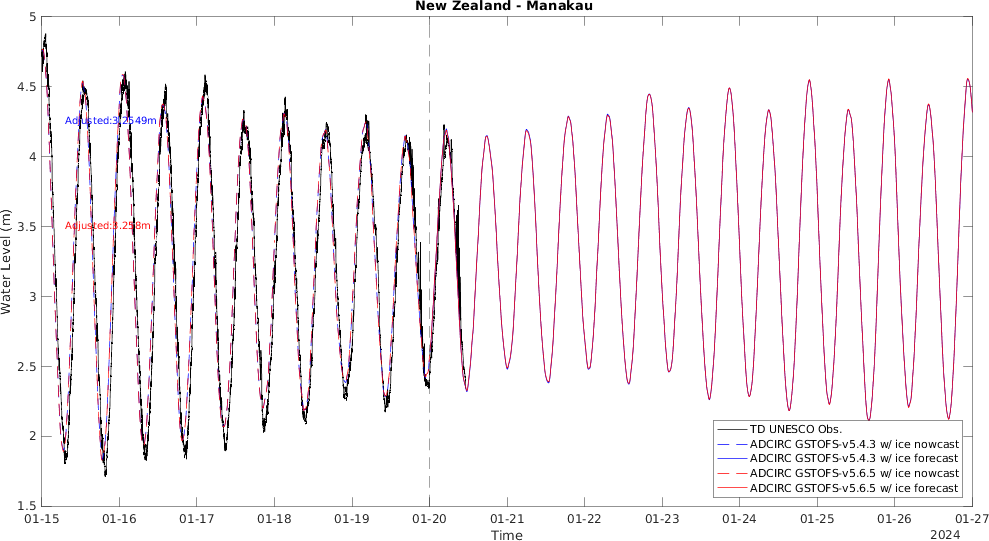 New Zealand - Manakau
5
4.5
4
3.5
3
2.5
2
1.5
Water Level (m)
Adjusted:3.2549m
Adjusted:3.258m
TD UNESCO Obs.
ADCIRC GSTOFS-v5.4.3 w/ ice nowcast
ADCIRC GSTOFS-v5.4.3 w/ ice forecast
ADCIRC GSTOFS-v5.6.5 w/ ice nowcast
ADCIRC GSTOFS-v5.6.5 w/ ice forecast
01-15 01-16 01-17 01-18 01-19 01-20 01-21 01-22 01-23 01-24 01-25 01-26 01-27
Time
2024